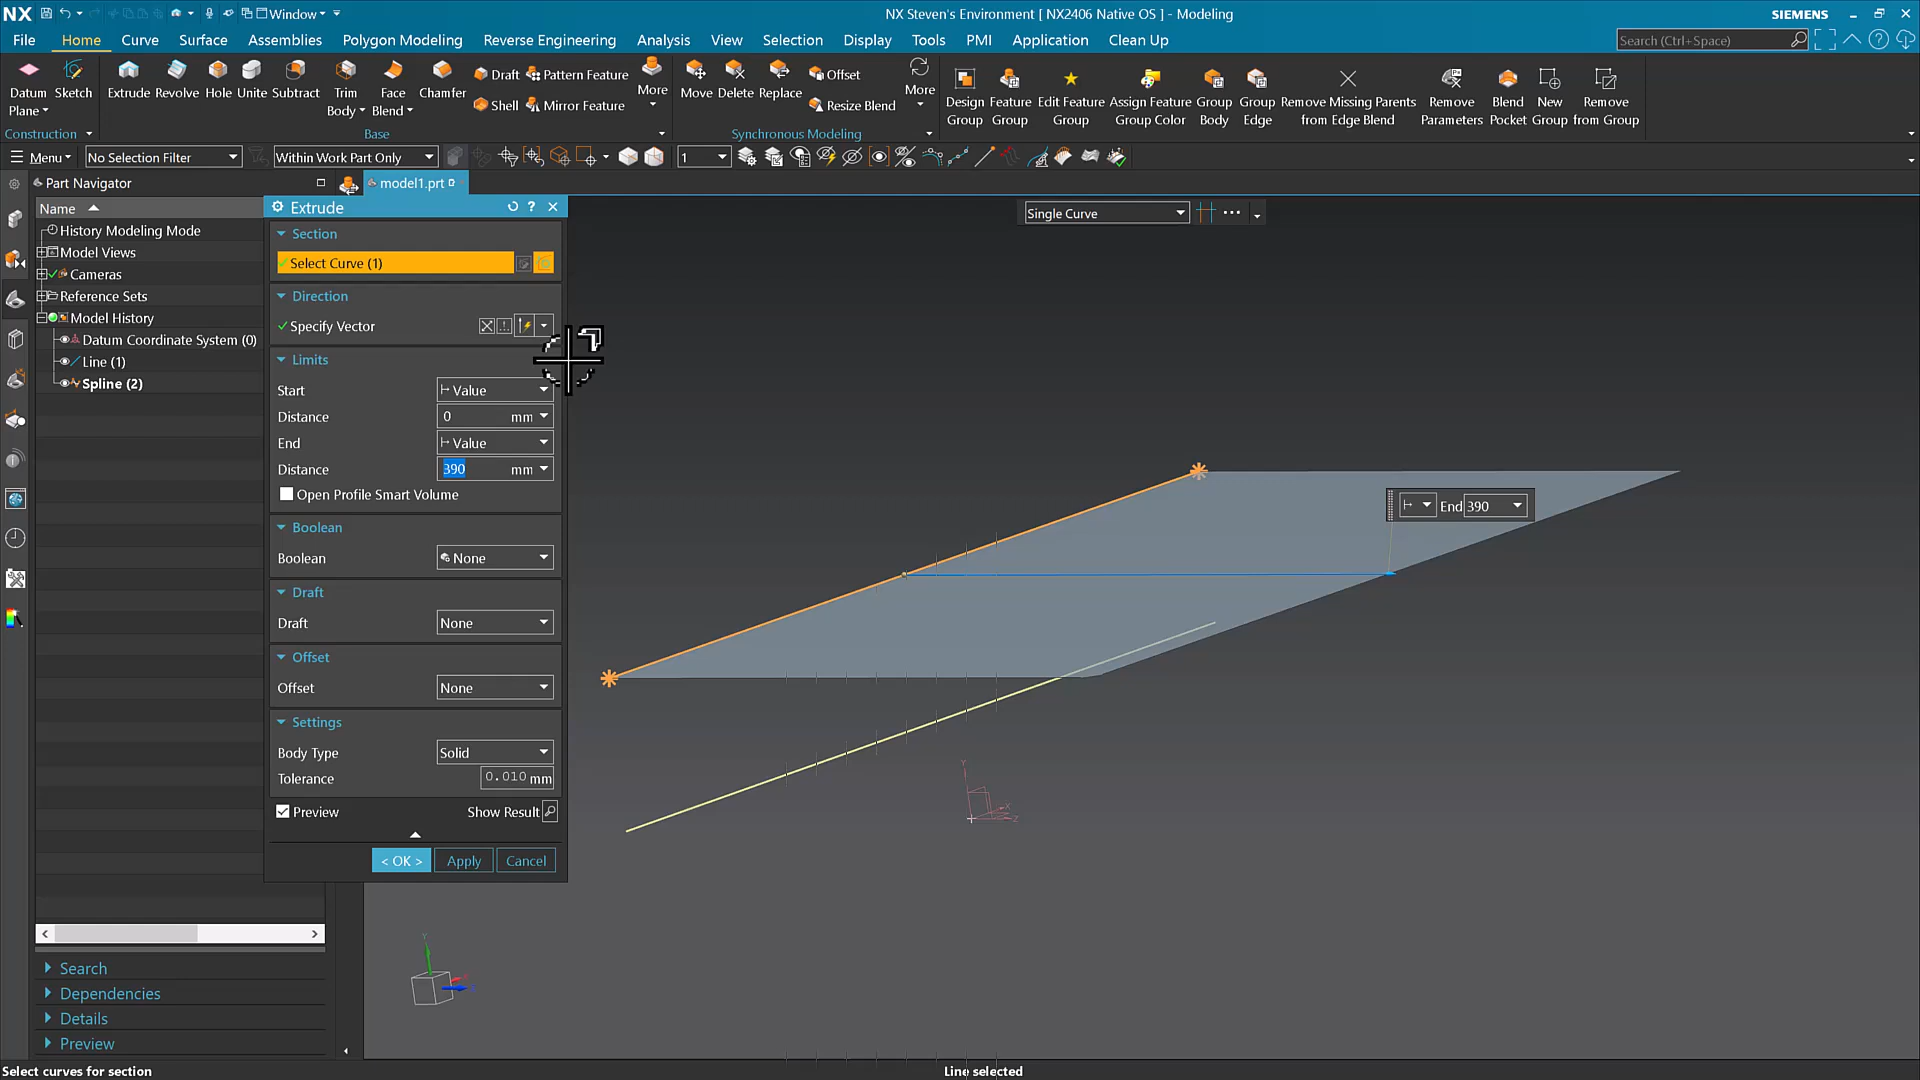 NX
Window
NX Steven's Environment [ NX2406 Native OS ] - Modeling
SIEMENS
File
Home
Curve
Surface
Assemblies
Polygon Modeling
Reverse Engineering
Analysis
View
Selection
Display
Tools
PMI
Application
Clean Up
Search (Ctrl+Space)
Datum Plane
Sketch
Extrude
Revolve
Hole
Unite
Subtract
Trim Body
Face Blend
Chamfer
Draft
Pattern Feature
Shell
Mirror Feature
More
Move
Delete
Replace
Offset
Resize Blend
More
Design Group
Feature Group
Edit Feature Group
Assign Feature Group Color
Group Body
Group Edge
Remove Missing Parents from Edge Blend
Remove Parameters
Blend Pocket
New Group
Remove from Group
Construction
Base
Synchronous Modeling
Menu
No Selection Filter
Within Work Part Only
1
Part Navigator
model1.prt
Name
History Modeling Mode
Model Views
Cameras
Reference Sets
Model History
Datum Coordinate System (0)
Line (1)
Spline (2)
Extrude
Section
Select Curve (1)
Direction
Specify Vector
Limits
Start
Value
Distance
0 mm
End
Value
Distance
390 mm
Open Profile Smart Volume
Boolean
Boolean
None
Draft
Draft
None
Offset
Offset
None
Settings
Body Type
Solid
Tolerance
0.010 mm
Preview
Show Result
< OK >
Apply
Cancel
Single Curve
End 390
Y
X
Z
Y
Search
Dependencies
Details
Preview
Select curves for section
Line selected